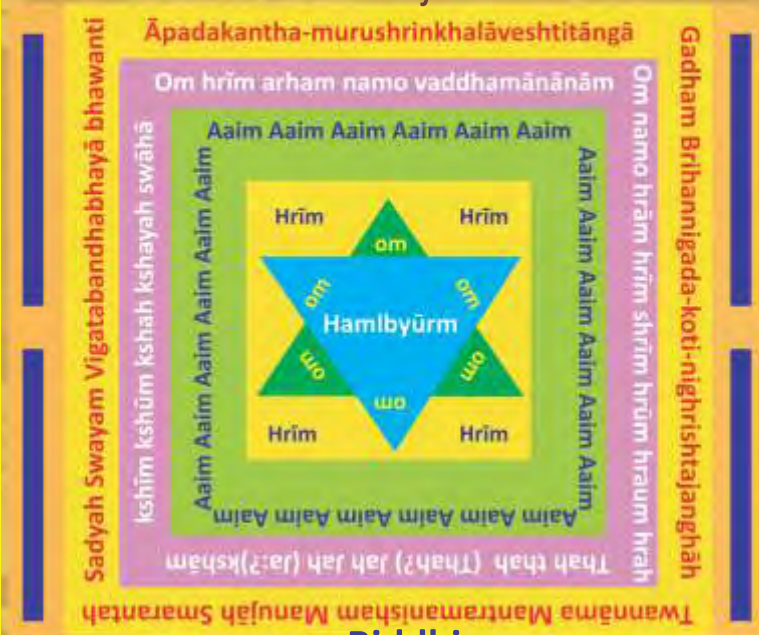 Āpadakantha-murushrinkhalāveshtitāngā
Gadham Brihannigada-koti-nighrishtajanghāh
Twannāma Mantramanisham Manujāh Smarantah
Sadyah Swayam Vigatabandhabhayā bhawanti
Om hrīm arham namo vaddhamānānām
Om namo hrām hrīm shrīm hrūm hraum hrah
Thah thah (Thah?) Jah jah (Ja:?)kshām
kshīm kshūm kshah kshayah swāhā
Aaim Aaim Aaim Aaim Aaim Aaim
Aaim Aaim Aaim Aaim Aaim Aaim
Aaim Aaim Aaim Aaim Aaim Aaim
Aaim Aaim Aaim Aaim Aaim Aaim
Hrīm Hrīm
om
om om
Hamlbyūrm
om om
om
Hrīm Hrīm